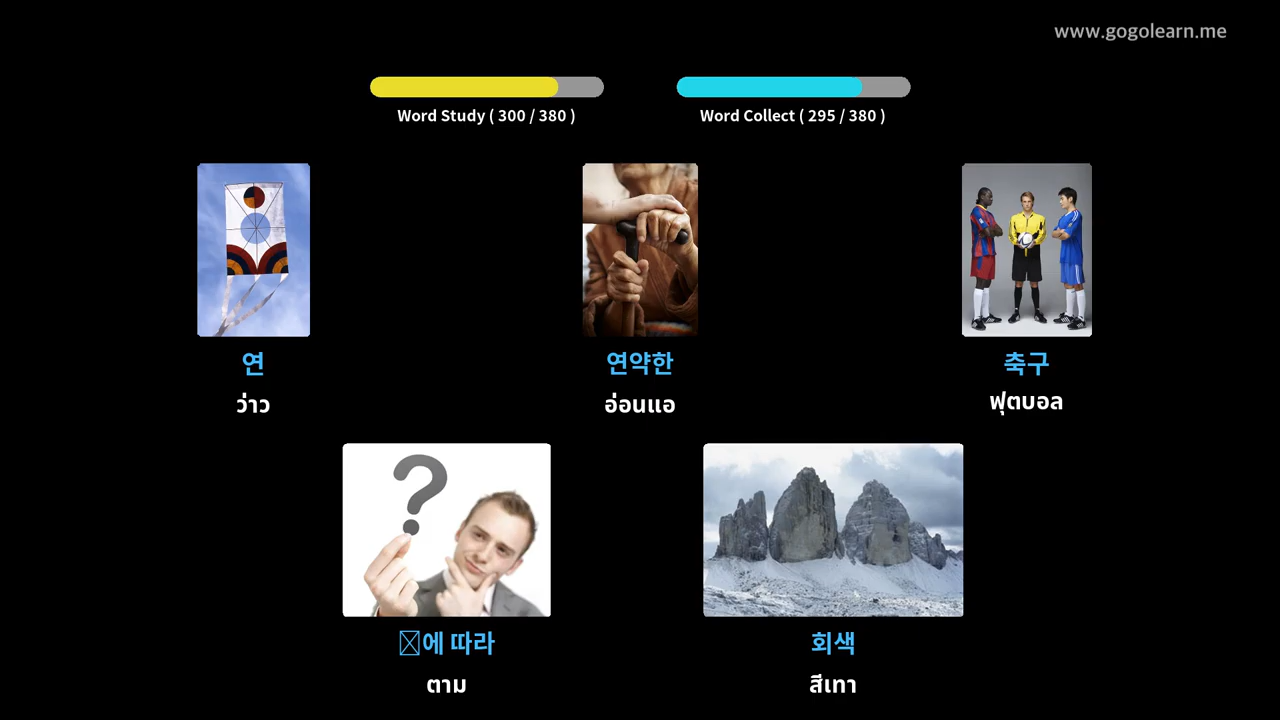 www.gogolearn.me
Word Study ( 300 / 380 )
Word Collect ( 295 / 380 )
연
ว่าว
연약한
อ่อนแอ
축구
ฟุตบอล
에 따라
ตาม
회색
สีเทา